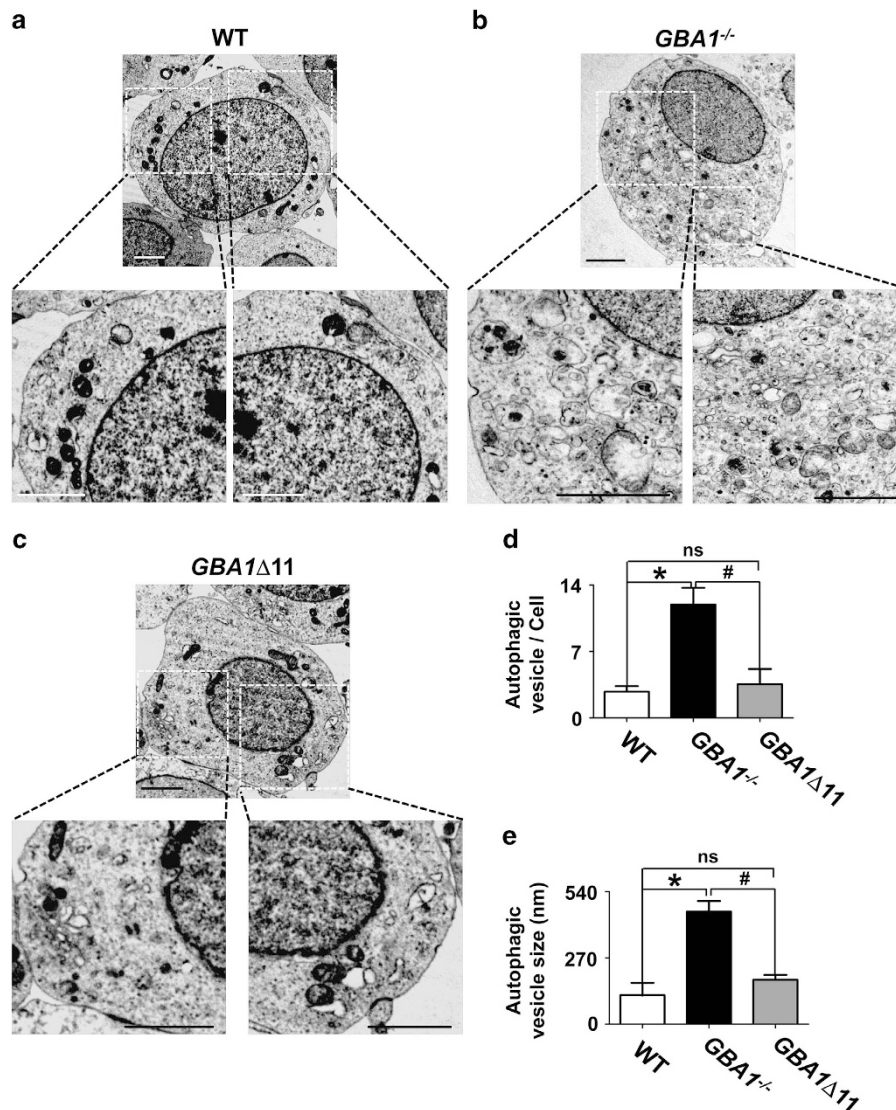 a
WT
b
GBA1-/-
c
GBA1Δ11
d
ns
*
#
14
7
0
Autophagic
vesicle / Cell
WT
GBA1-/-
GBA1Δ11
e
ns
*
#
540
270
0
Autophagic
vesicle size (nm)
WT
GBA1-/-
GBA1Δ11